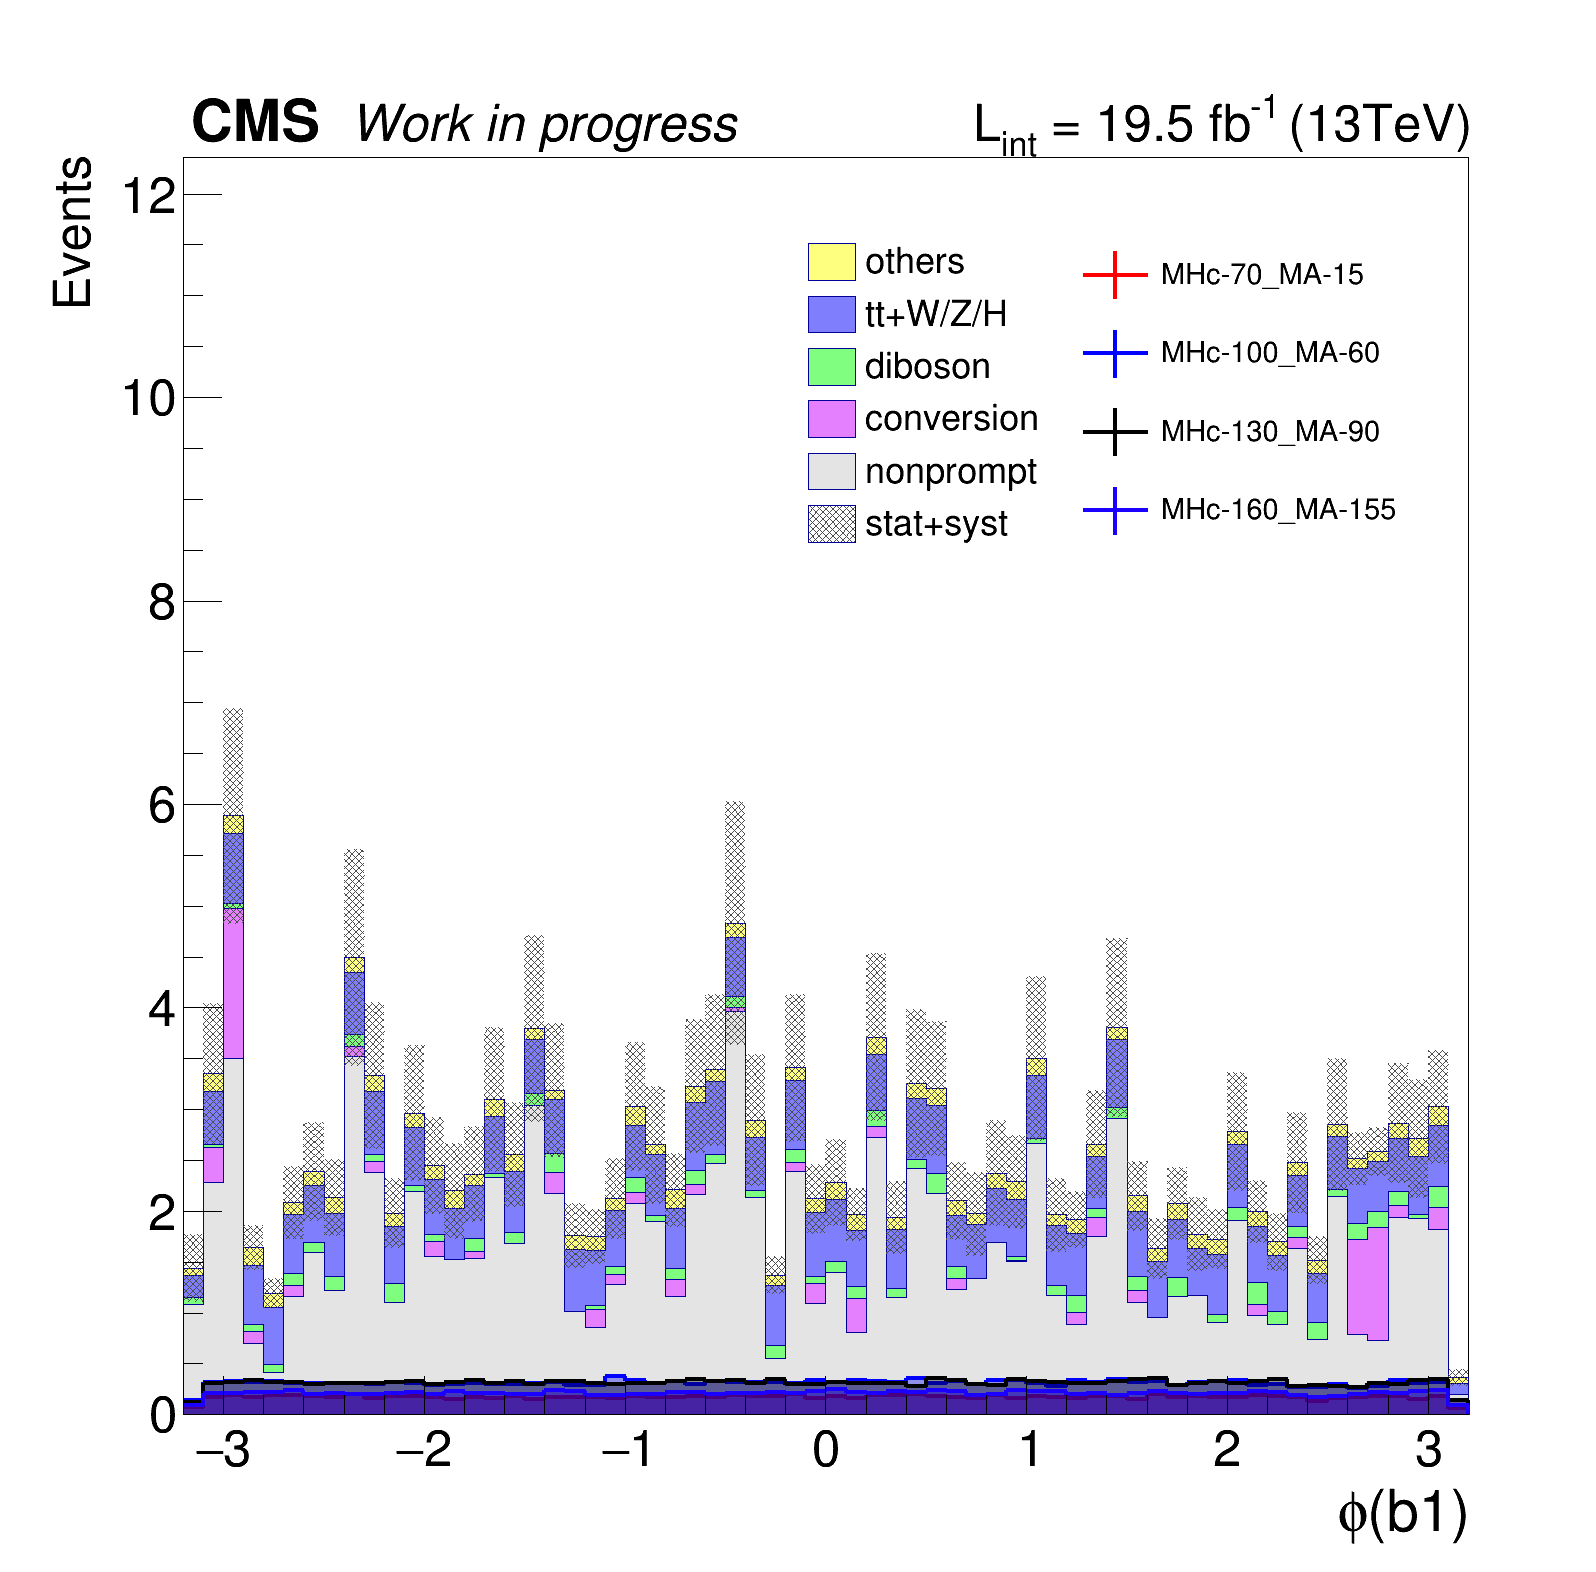 CMS Work in progress
L_int = 19.5 fb^-1 (13TeV)
Events
12
10
8
6
4
2
0
others
tt+W/Z/H
diboson
conversion
nonprompt
stat+syst
MHc-70_MA-15
MHc-100_MA-60
MHc-130_MA-90
MHc-160_MA-155
−3 −2 −1 0 1 2 3
ϕ(b1)